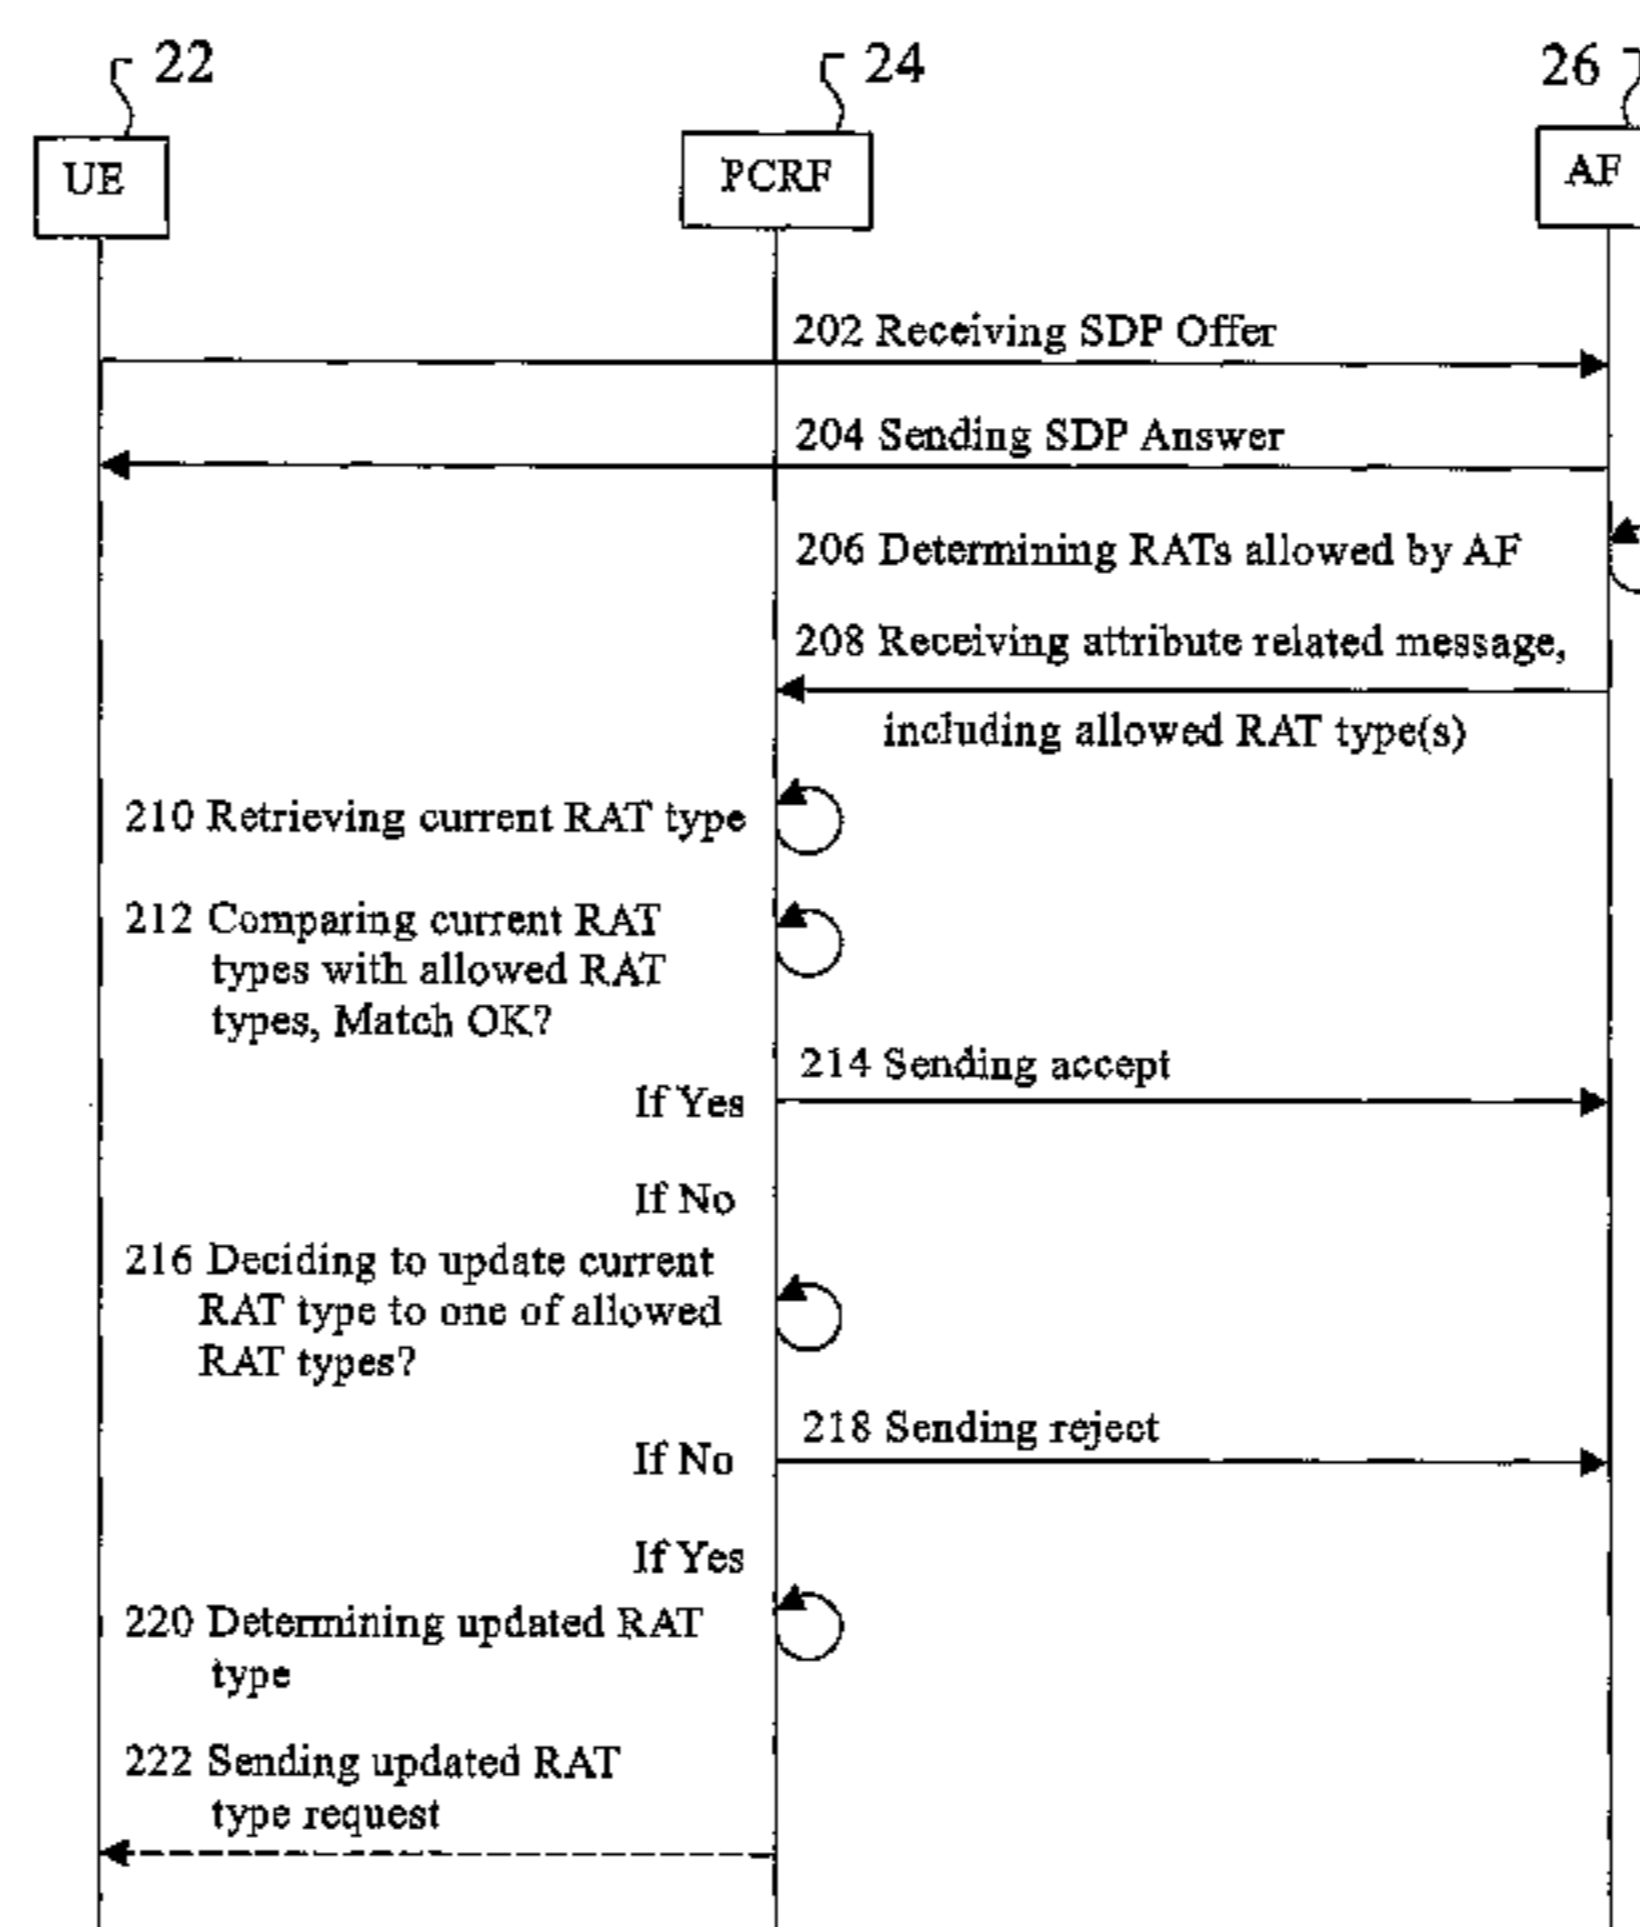 22
24
26
UE
PCRF
AF
202 Receiving SDP Offer
204 Sending SDP Answer
206 Determining RATs allowed by AF
208 Receiving attribute related message,
including allowed RAT type(s)
210 Retrieving current RAT type
212 Comparing current RAT
types with allowed RAT
types, Match OK?
214 Sending accept
If Yes
If No
216 Deciding to update current
RAT type to one of allowed
RAT types?
218 Sending reject
If No
If Yes
220 Determining updated RAT
type
222 Sending updated RAT
type request